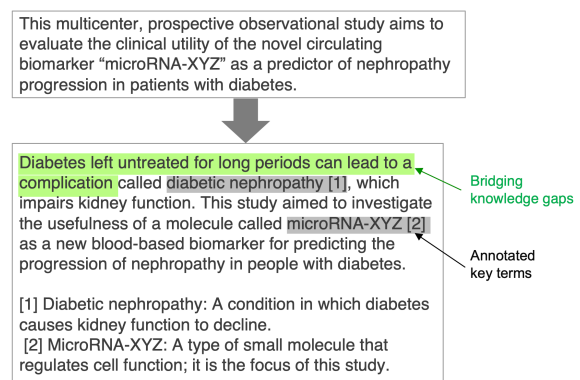 This multicenter, prospective observational study aims to
evaluate the clinical utility of the novel circulating
biomarker “microRNA-XYZ” as a predictor of nephropathy
progression in patients with diabetes.
Diabetes left untreated for long periods can lead to a
complication called diabetic nephropathy [1], which
impairs kidney function. This study aimed to investigate
the usefulness of a molecule called microRNA-XYZ [2]
as a new blood-based biomarker for predicting the
progression of nephropathy in people with diabetes.
[1] Diabetic nephropathy: A condition in which diabetes
causes kidney function to decline.
[2] MicroRNA-XYZ: A type of small molecule that
regulates cell function; it is the focus of this study.
Bridging
knowledge gaps
Annotated
key terms